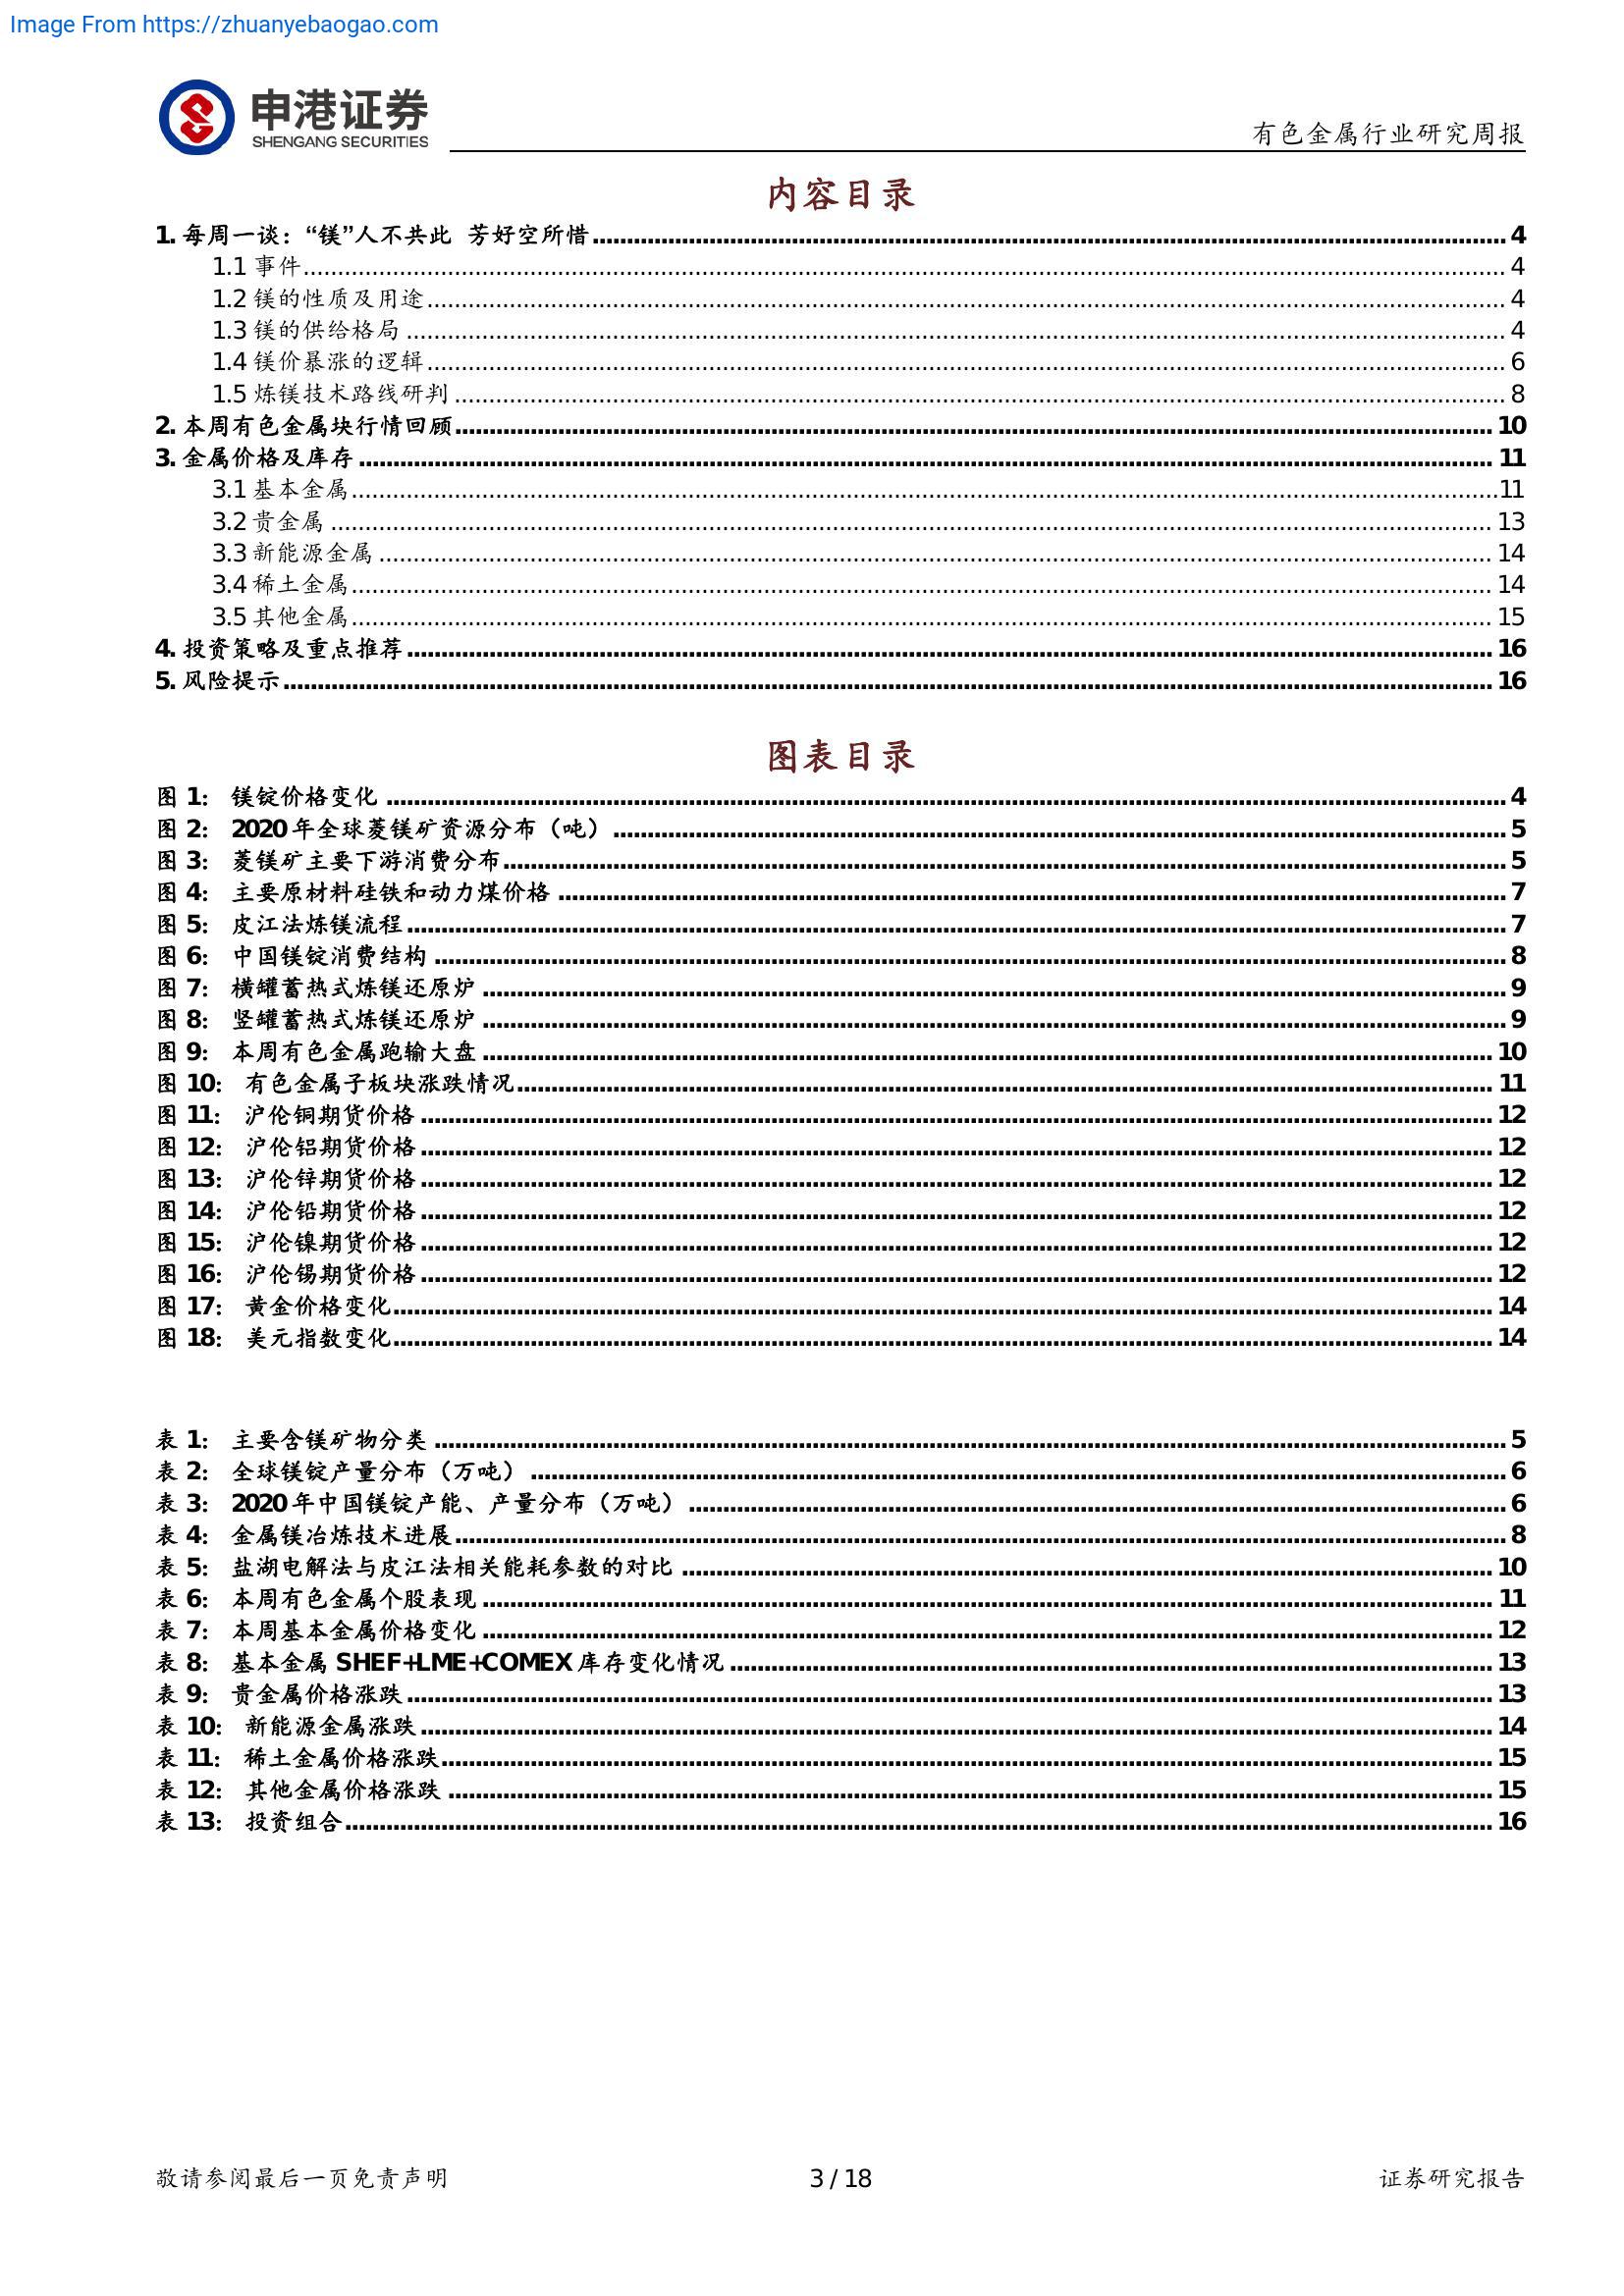 Image From https://zhuanyebaogao.com
申港证券
SHENGANG SECURITIES
有色金属行业研究周报
内容目录
1. 每周一谈：“镁”人不共此 芳好空所惜 4
1.1 事件 4
1.2 镁的性质及用途 4
1.3 镁的供给格局 4
1.4 镁价暴涨的逻辑 6
1.5 炼镁技术路线研判 8
2. 本周有色金属块行情回顾 10
3. 金属价格及库存 11
3.1 基本金属 11
3.2 贵金属 13
3.3 新能源金属 14
3.4 稀土金属 14
3.5 其他金属 15
4. 投资策略及重点推荐 16
5. 风险提示 16
图表目录
图 1： 镁锭价格变化 4
图 2： 2020 年全球菱镁矿资源分布（吨） 5
图 3： 菱镁矿主要下游消费分布 5
图 4： 主要原材料硅铁和动力煤价格 7
图 5： 皮江法炼镁流程 7
图 6： 中国镁锭消费结构 8
图 7： 横罐蓄热式炼镁还原炉 9
图 8： 竖罐蓄热式炼镁还原炉 9
图 9： 本周有色金属跑输大盘 10
图 10： 有色金属子板块涨跌情况 11
图 11： 沪伦铜期货价格 12
图 12： 沪伦铝期货价格 12
图 13： 沪伦锌期货价格 12
图 14： 沪伦铅期货价格 12
图 15： 沪伦镍期货价格 12
图 16： 沪伦锡期货价格 12
图 17： 黄金价格变化 14
图 18： 美元指数变化 14
表 1： 主要含镁矿物分类 5
表 2： 全球镁锭产量分布（万吨） 6
表 3： 2020 年中国镁锭产能、产量分布（万吨） 6
表 4： 金属镁冶炼技术进展 8
表 5： 盐湖电解法与皮江法相关能耗参数的对比 10
表 6： 本周有色金属个股表现 11
表 7： 本周基本金属价格变化 12
表 8： 基本金属 SHEF+LME+COMEX 库存变化情况 13
表 9： 贵金属价格涨跌 13
表 10： 新能源金属涨跌 14
表 11： 稀土金属价格涨跌 15
表 12： 其他金属价格涨跌 15
表 13： 投资组合 16
敬请参阅最后一页免责声明 3 / 18 证券研究报告